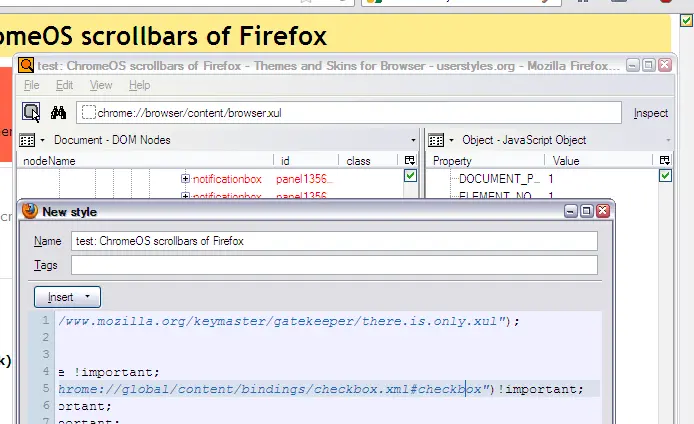 omeOS scrollbars of Firefox
test: ChromeOS scrollbars of Firefox - Themes and Skins for Browser - userstyles.org - Mozilla Firefox...
File Edit View Help
chrome://browser/content/browser.xul Inspect
Document - DOM Nodes Object - JavaScript Object
nodeName id class Property Value
notificationbox panel1356... DOCUMENT_P... 1
notificationbox panel1356... ELEMENT_NO... 1
New style
Name test: ChromeOS scrollbars of Firefox
Tags
Insert
1 /www.mozilla.org/keymaster/gatekeeper/there.is.only.xul");
2
3
4 e !important;
5 hrome://global/content/bindings/checkbox.xml#checkbox")!important;
6 ortant;
7 portant;